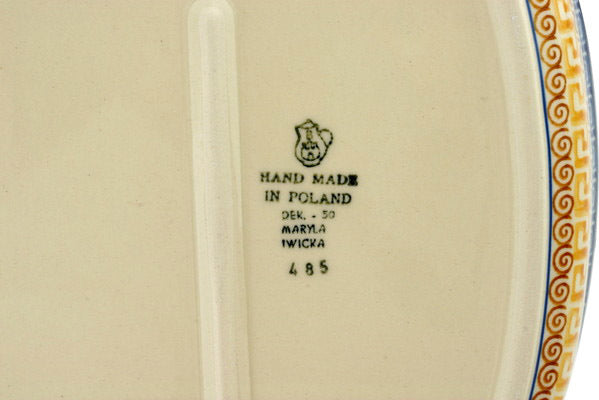 HAND MADE
IN POLAND
DEK. - 50
MARYLA
IWICKA
485